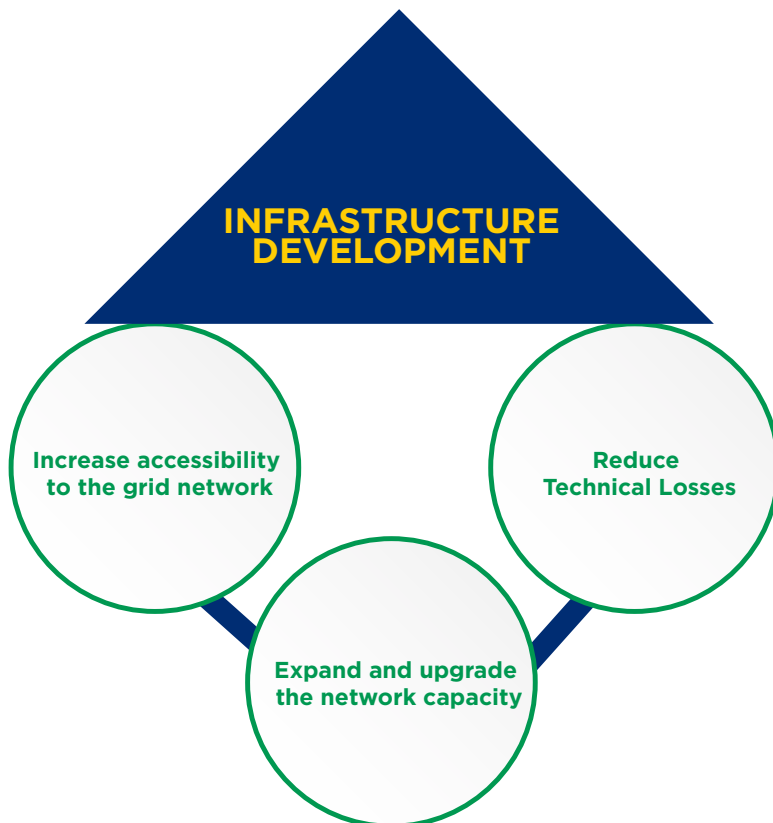 INFRASTRUCTURE
DEVELOPMENT
Increase accessibility
to the grid network
Reduce
Technical Losses
Expand and upgrade
the network capacity